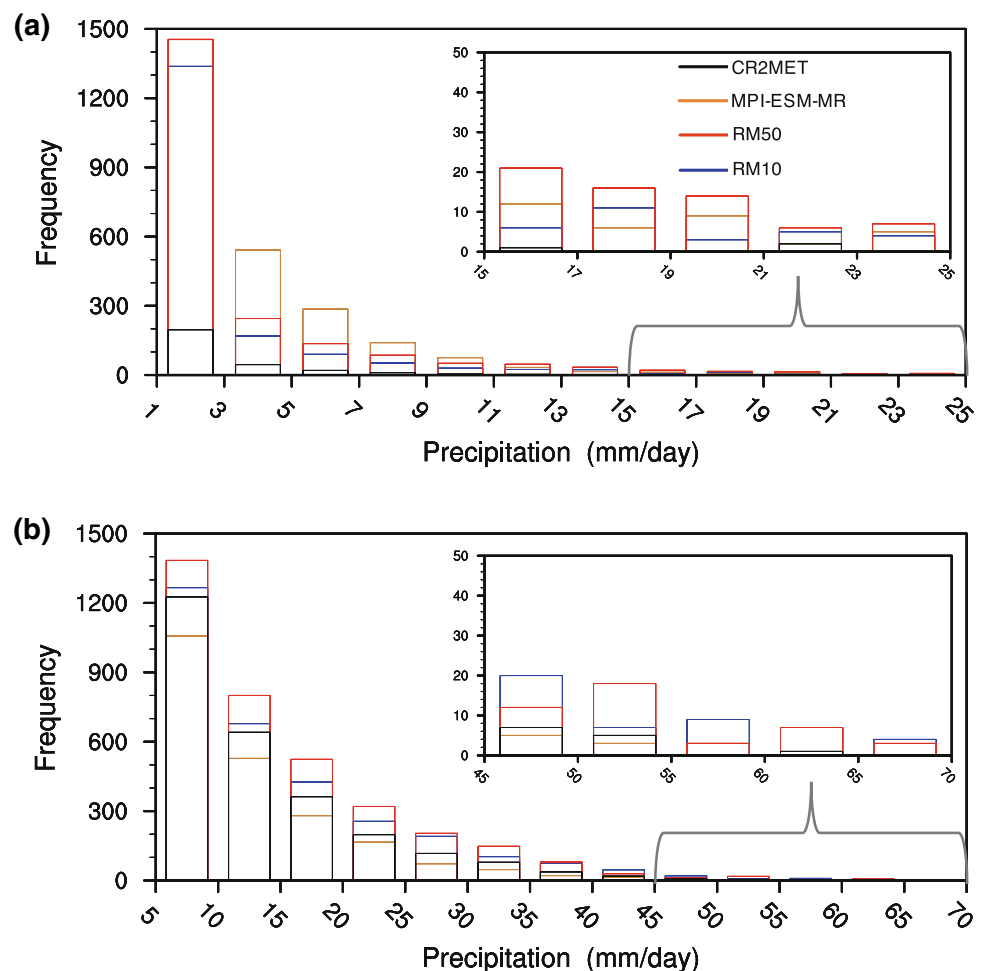 (a)
1500
1200
900
600
300
0
Frequency
1 3 5 7 9 11 13 15 17 19 21 23 25
Precipitation (mm/day)
50
40
30
20
10
0
15 17 19 21 23 25
CR2MET
MPI-ESM-MR
RM50
RM10
(b)
1500
1200
900
600
300
0
Frequency
5 10 15 20 25 30 35 40 45 50 55 60 65 70
Precipitation (mm/day)
50
40
30
20
10
0
45 50 55 60 65 70